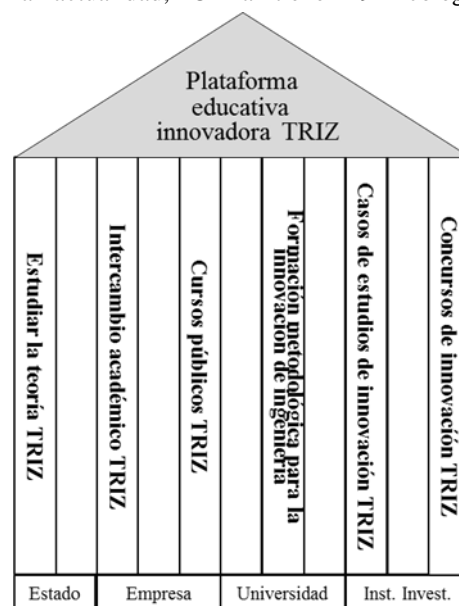 Plataforma
educativa
innovadora TRIZ
Estudiar la teoría TRIZ
Intercambio académico TRIZ
Cursos públicos TRIZ
Formación metodológica para la
innovación de ingeniería
Casos de estudios de innovación TRIZ
Concursos de innovación TRIZ
Estado
Empresa
Universidad
Inst. Invest.